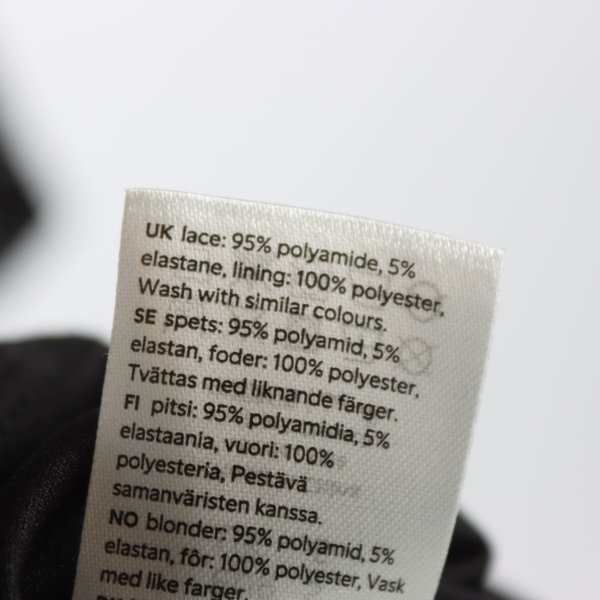 UK lace: 95% polyamide, 5%
elastane, lining: 100% polyester,
Wash with similar colours.
SE spets: 95% polyamid, 5%
elastan, foder: 100% polyester,
Tvättas med liknande färger.
FI pitsi: 95% polyamidia, 5%
elastaania, vuori: 100%
polyesteria, Pestävä
samanväristen kanssa.
NO blonder: 95% polyamid, 5%
elastan, fôr: 100% polyester, Vask
med like farger.